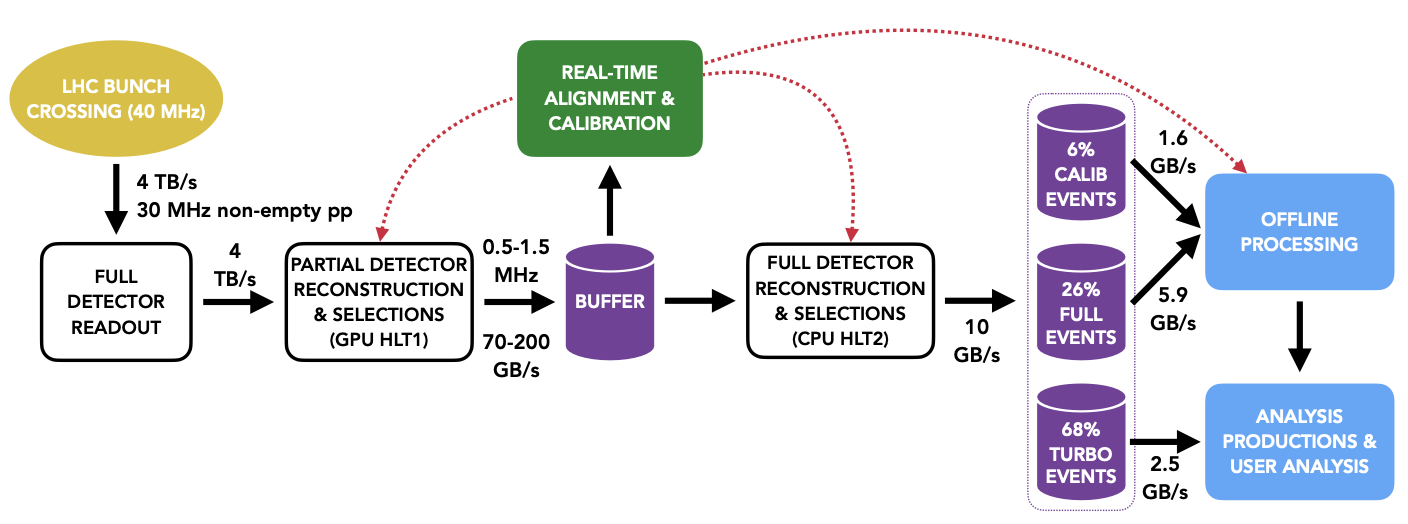 LHC BUNCH
CROSSING (40 MHz)
4 TB/s
30 MHz non-empty pp
FULL
DETECTOR
READOUT
4
TB/s
PARTIAL DETECTOR
RECONSTRUCTION
& SELECTIONS
(GPU HLT1)
0.5-1.5
MHz
70-200
GB/s
BUFFER
REAL-TIME
ALIGNMENT &
CALIBRATION
FULL DETECTOR
RECONSTRUCTION
& SELECTIONS
(CPU HLT2)
10
GB/s
6%
CALIB
EVENTS
26%
FULL
EVENTS
68%
TURBO
EVENTS
1.6
GB/s
5.9
GB/s
2.5
GB/s
OFFLINE
PROCESSING
ANALYSIS
PRODUCTIONS &
USER ANALYSIS